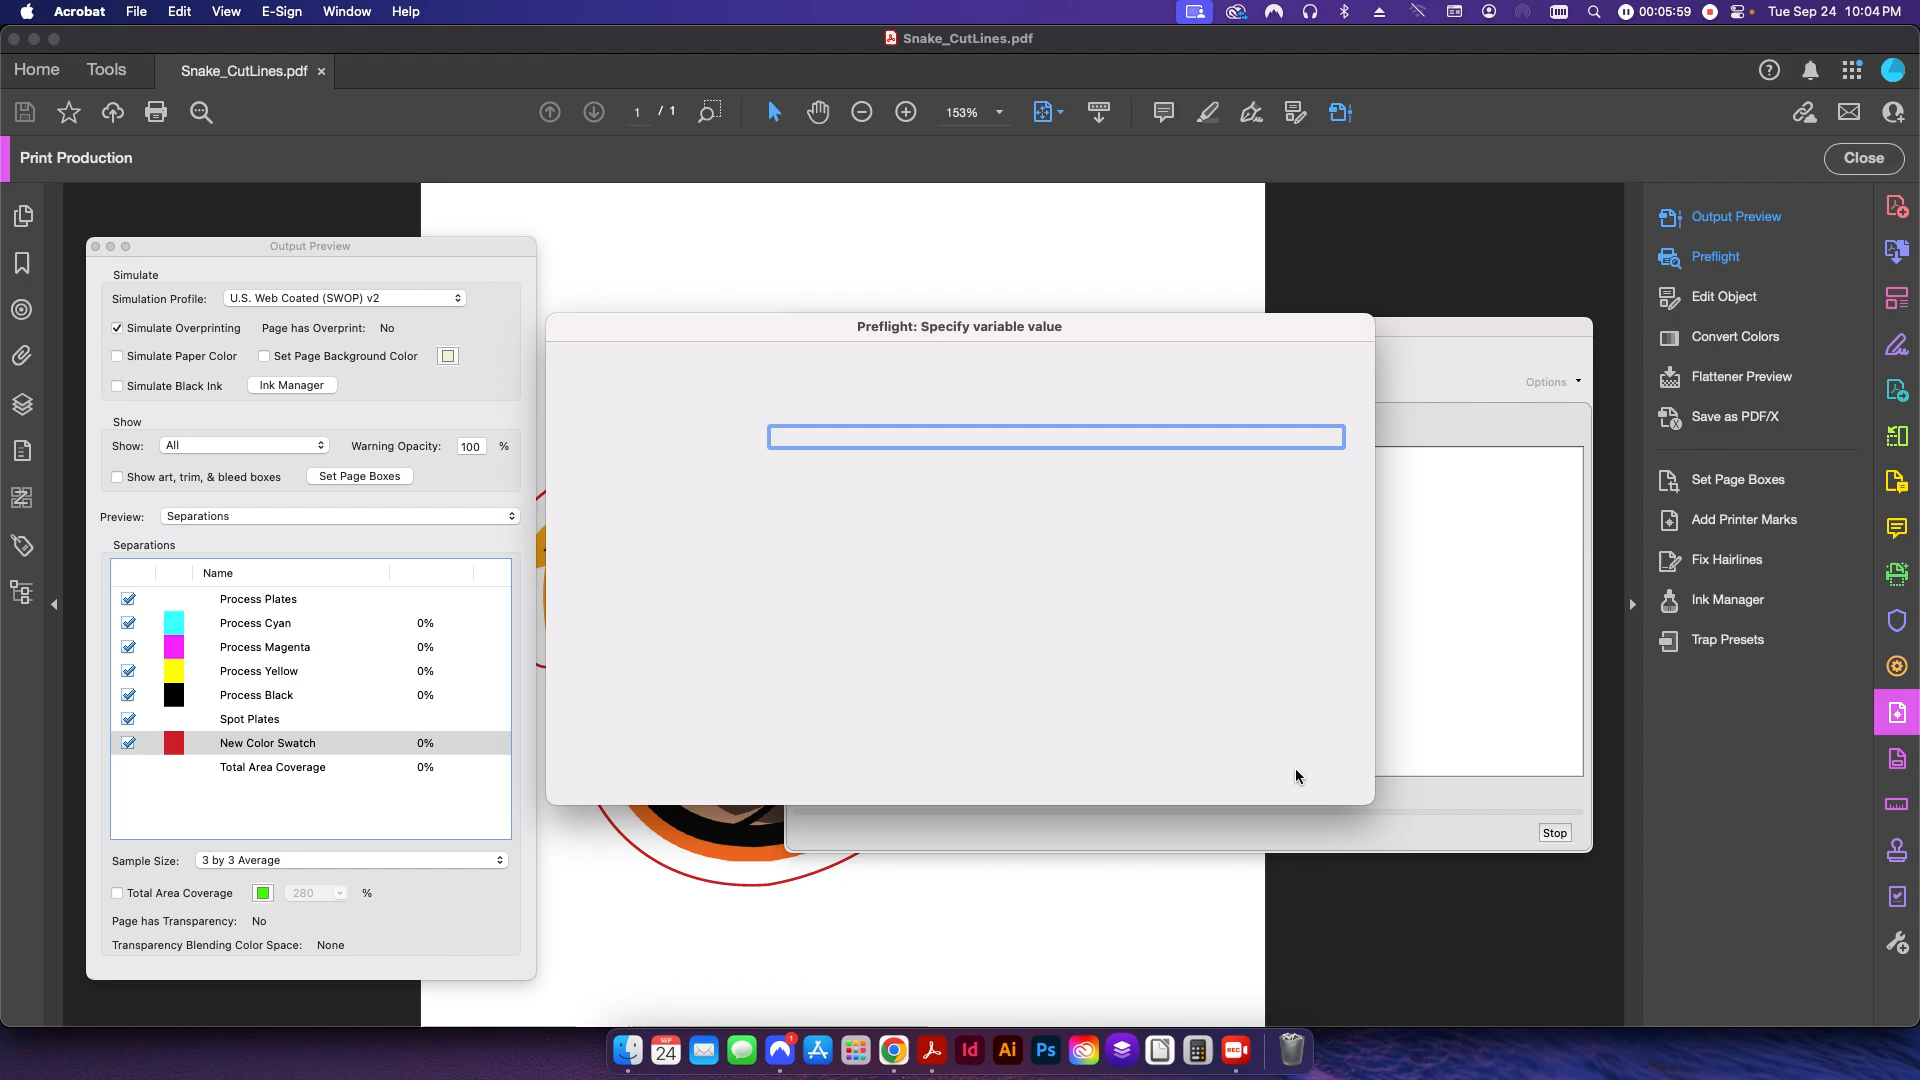 Acrobat File Edit View E-Sign Window Help
00:05:59 Tue Sep 24 10:04 PM
Snake_CutLines.pdf
Home Tools Snake_CutLines.pdf ×
1 / 1 153%
Print Production Close
Output Preview
Simulate
Simulation Profile: U.S. Web Coated (SWOP) v2
Simulate Overprinting Page has Overprint: No
Simulate Paper Color Set Page Background Color
Simulate Black Ink Ink Manager
Show
Show: All Warning Opacity: 100 %
Show art, trim, & bleed boxes Set Page Boxes
Preview: Separations
Separations
Name
Process Plates
Process Cyan 0%
Process Magenta 0%
Process Yellow 0%
Process Black 0%
Spot Plates
New Color Swatch 0%
Total Area Coverage 0%
Sample Size: 3 by 3 Average
Total Area Coverage 280 %
Page has Transparency: No
Transparency Blending Color Space: None
Preflight: Specify variable value
Options
Stop
Output Preview
Preflight
Edit Object
Convert Colors
Flattener Preview
Save as PDF/X
Set Page Boxes
Add Printer Marks
Fix Hairlines
Ink Manager
Trap Presets
SEP
24
1
Id
Ai
Ps
REC